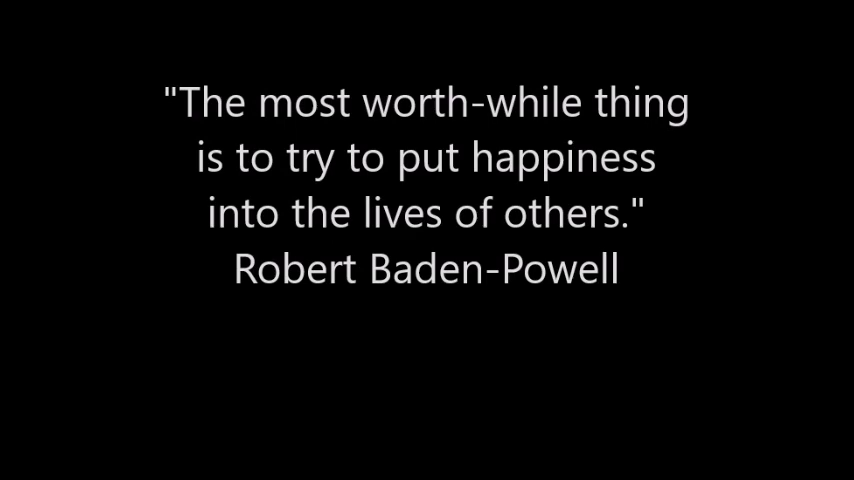 "The most worth-while thing
is to try to put happiness
into the lives of others."
Robert Baden-Powell